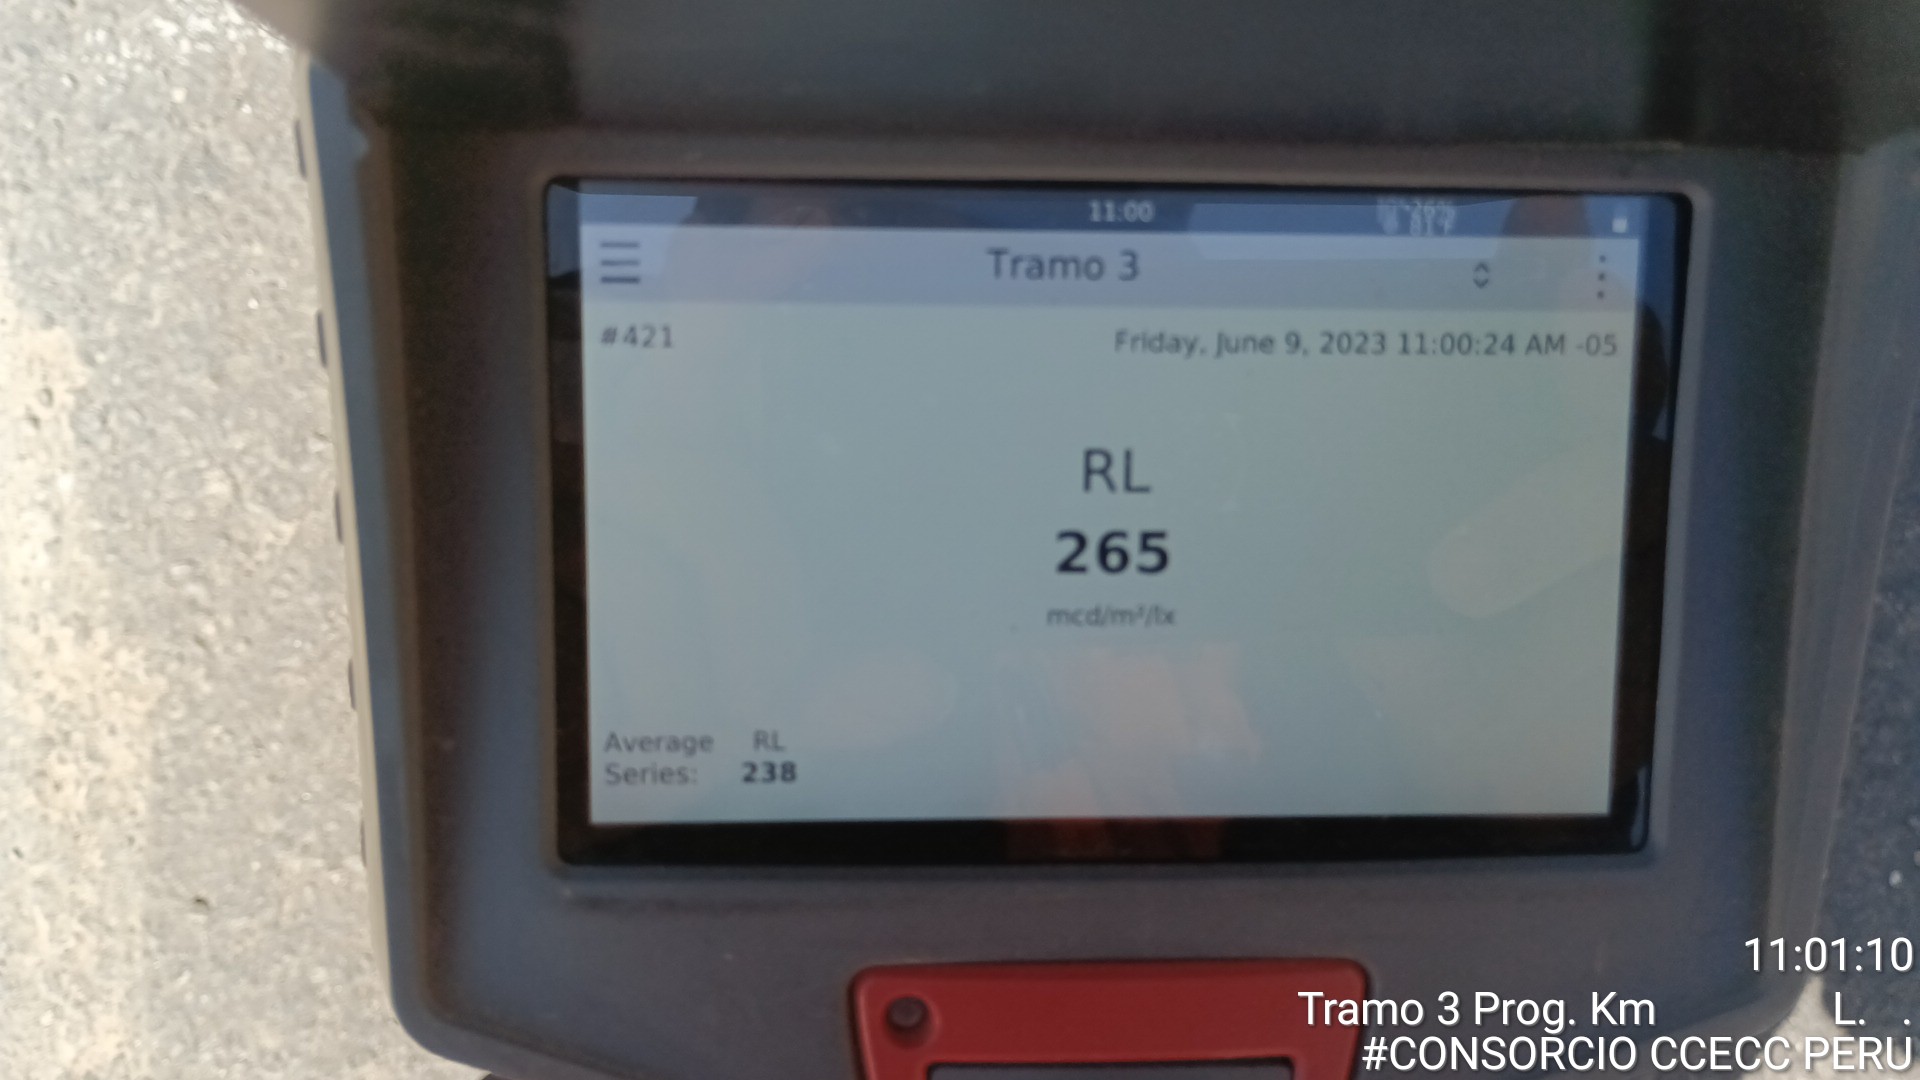 11:00
Tramo 3
#421
Friday, June 9, 2023 11:00:24 AM -05
RL
265
mcd/m²/lx
Average RL
Series: 238
11:01:10
Tramo 3 Prog. Km L. .
#CONSORCIO CCECC PERU